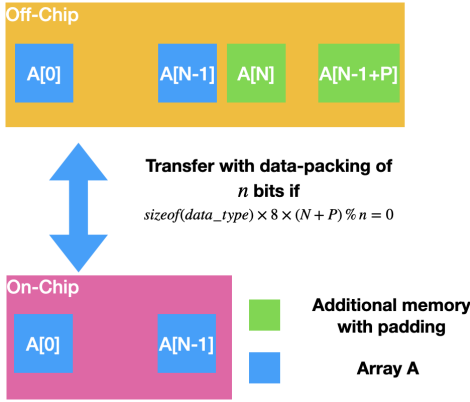 Off-Chip
A[0] A[N-1] A[N] A[N-1+P]
Transfer with data-packing of
n bits if
sizeof(data_type) × 8 × (N + P) % n = 0
On-Chip
A[0] A[N-1]
Additional memory
with padding
Array A